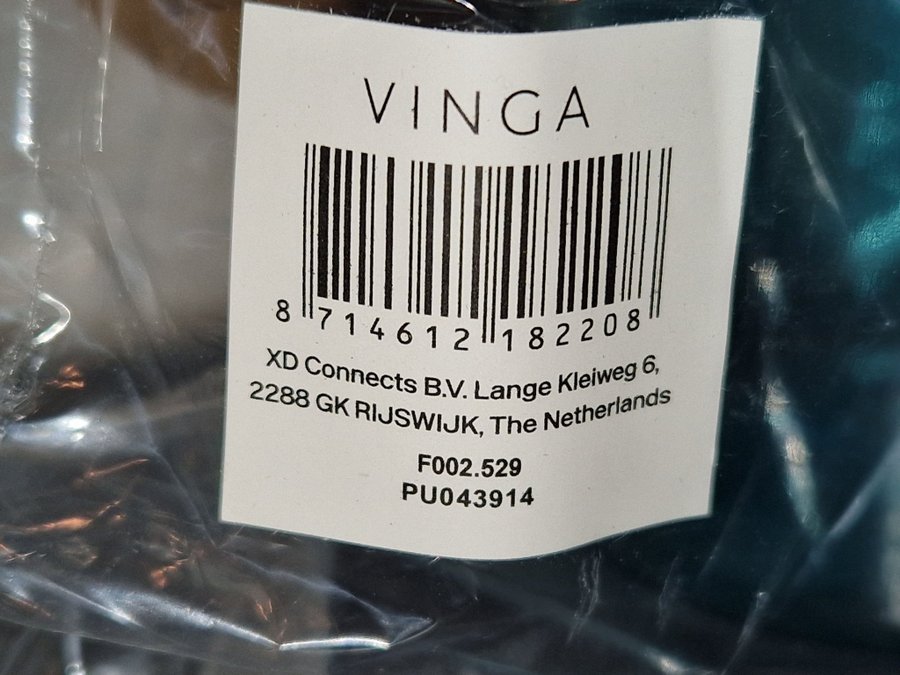 VINGA
8 714612 182208
XD Connects B.V. Lange Kleiweg 6,
2288 GK RIJSWIJK, The Netherlands
F002.529
PU043914